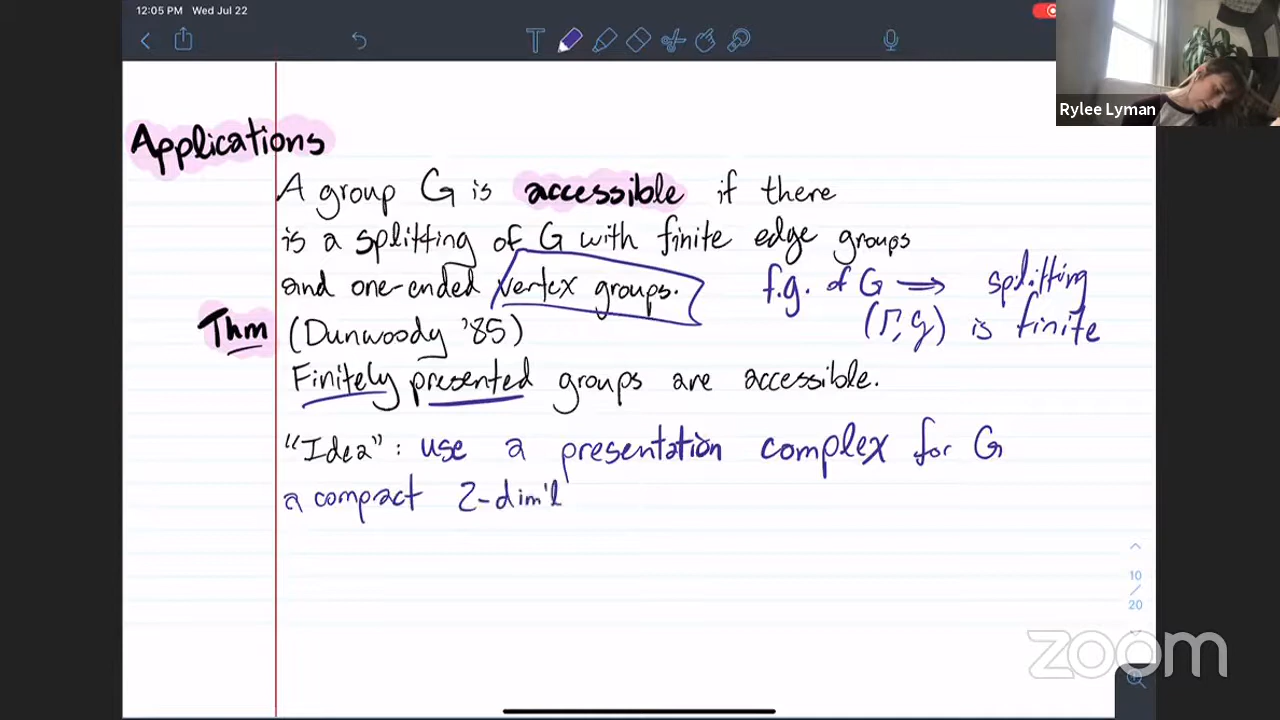 12:05 PM Wed Jul 22
Rylee Lyman
Applications
A group G is accessible if there
is a splitting of G with finite edge groups
and one-ended vertex groups.
f.g. of G ⟹ splitting
(Γ, 𝒢) is finite
Thm (Dunwoody '85)
Finitely presented groups are accessible.
"Idea": use a presentation complex for G
a compact 2-dim'l
10
/
20
zoom